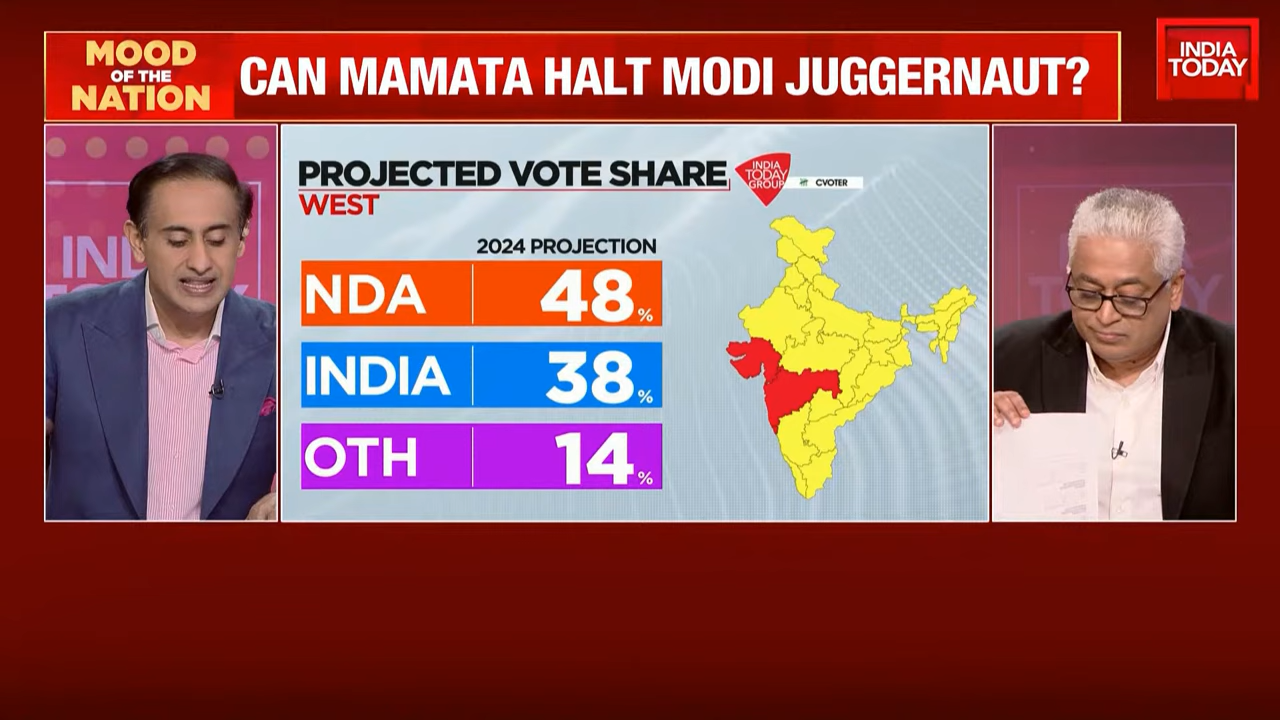 MOOD
OF THE
NATION
CAN MAMATA HALT MODI JUGGERNAUT?
INDIA
TODAY
PROJECTED VOTE SHARE
INDIA
TODAY
GROUP
CVOTER
WEST
2024 PROJECTION
NDA 48%
INDIA 38%
OTH 14%